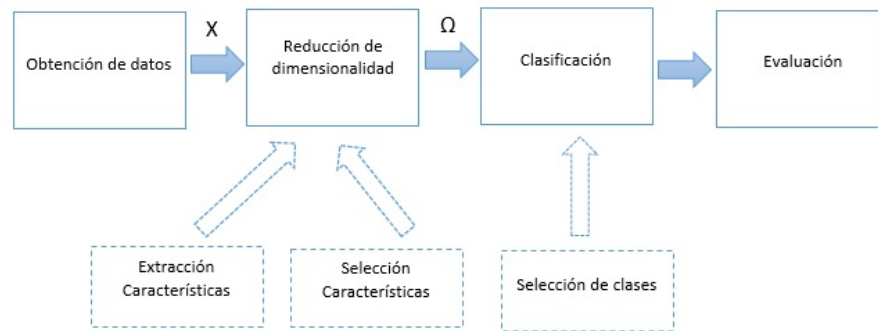 X
Ω
Obtención de datos
Reducción de
dimensionalidad
Clasificación
Evaluación
Extracción
Características
Selección
Características
Selección de clases